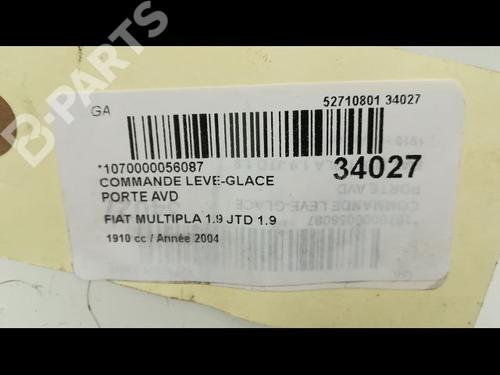 B-PARTS
GA
52710801 34027
*1070000056087
34027
COMMANDE LEVE-GLACE
PORTE AVD
FIAT MULTIPLA 1.9 JTD 1.9
1910 cc / Année 2004